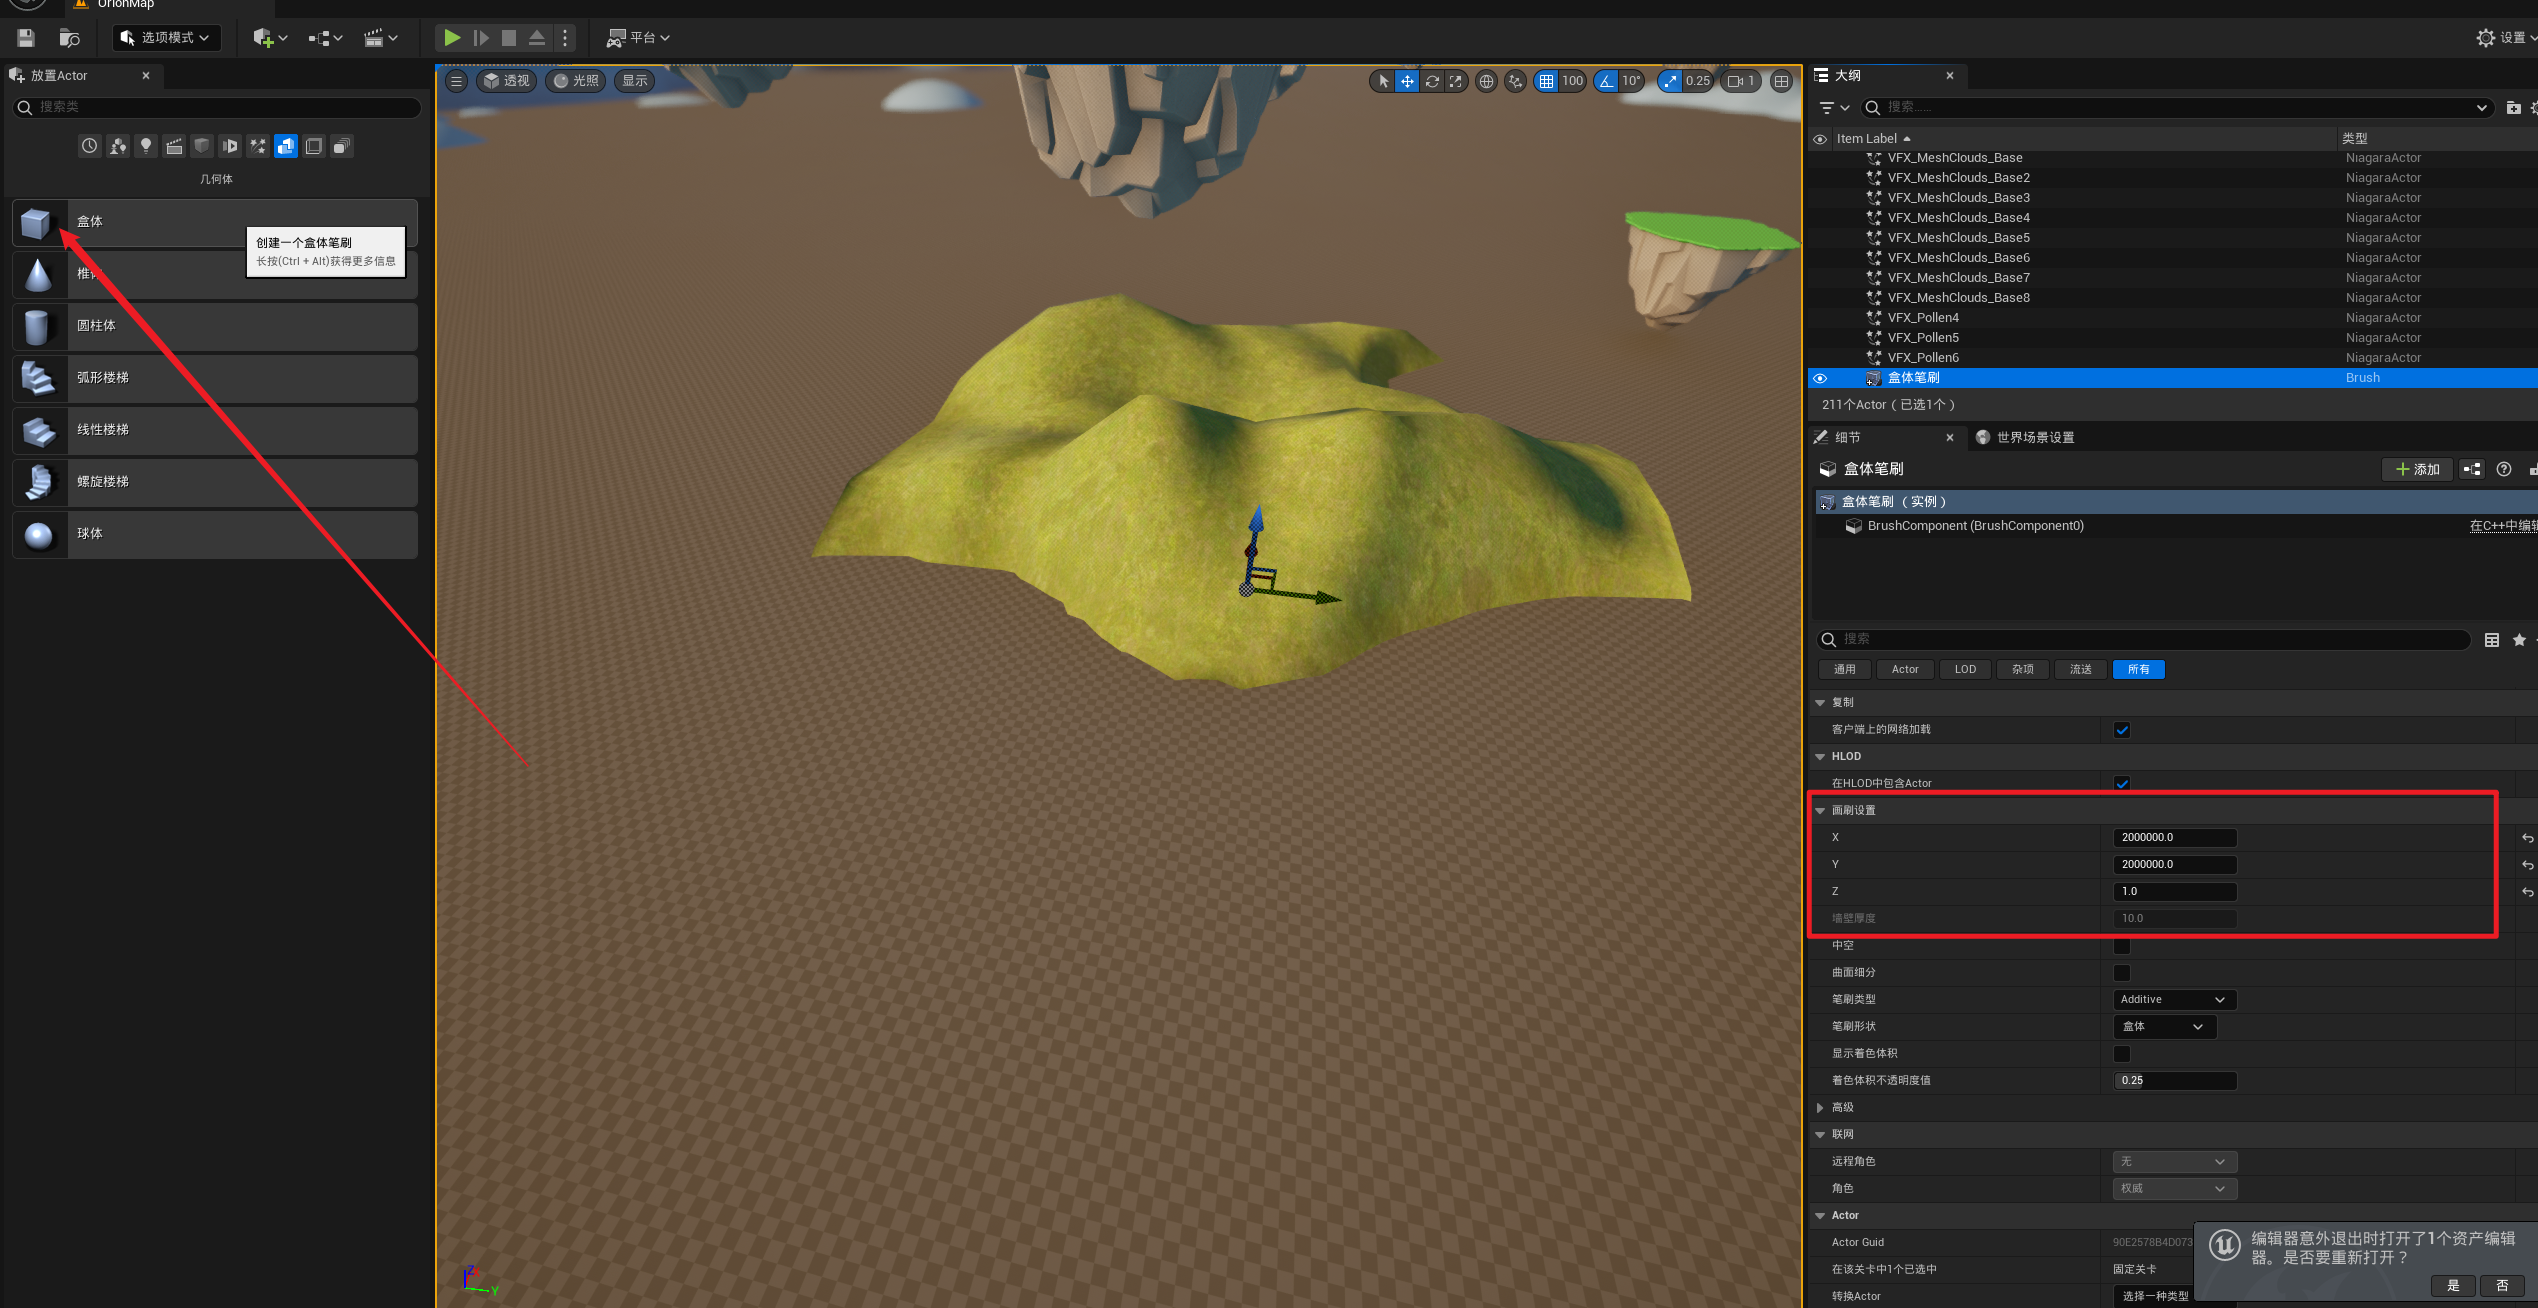 OrionMap
选项模式
平台
设置
放置Actor
搜索类
几何体
盒体
创建一个盒体笔刷
长按(Ctrl + Alt)获得更多信息
圆柱体
弧形楼梯
线性楼梯
螺旋楼梯
球体
透视
光照
显示
100
10°
0.25
1
大纲
搜索……
Item Label
类型
VFX_MeshClouds_Base NiagaraActor
VFX_MeshClouds_Base2 NiagaraActor
VFX_MeshClouds_Base3 NiagaraActor
VFX_MeshClouds_Base4 NiagaraActor
VFX_MeshClouds_Base5 NiagaraActor
VFX_MeshClouds_Base6 NiagaraActor
VFX_MeshClouds_Base7 NiagaraActor
VFX_MeshClouds_Base8 NiagaraActor
VFX_Pollen4 NiagaraActor
VFX_Pollen5 NiagaraActor
VFX_Pollen6 NiagaraActor
盒体笔刷 Brush
211个Actor（已选1个）
细节
世界场景设置
盒体笔刷
添加
盒体笔刷 （实例）
BrushComponent (BrushComponent0)
在C++中编辑
搜索
通用 Actor LOD 杂项 流送 所有
复制
客户端上的网络加载
HLOD
在HLOD中包含Actor
画刷设置
X 2000000.0
Y 2000000.0
Z 1.0
墙壁厚度 10.0
中空
曲面细分
笔刷类型 Additive
笔刷形状 盒体
显示着色体积
着色体积不透明度值 0.25
高级
联网
远程角色 无
角色 权威
Actor
Actor Guid 90E2578B4D073
在该关卡中1个已选中 固定关卡
转换Actor 选择一种类型
编辑器意外退出时打开了1个资产编辑
器。是否要重新打开？
是
否
Z
Y